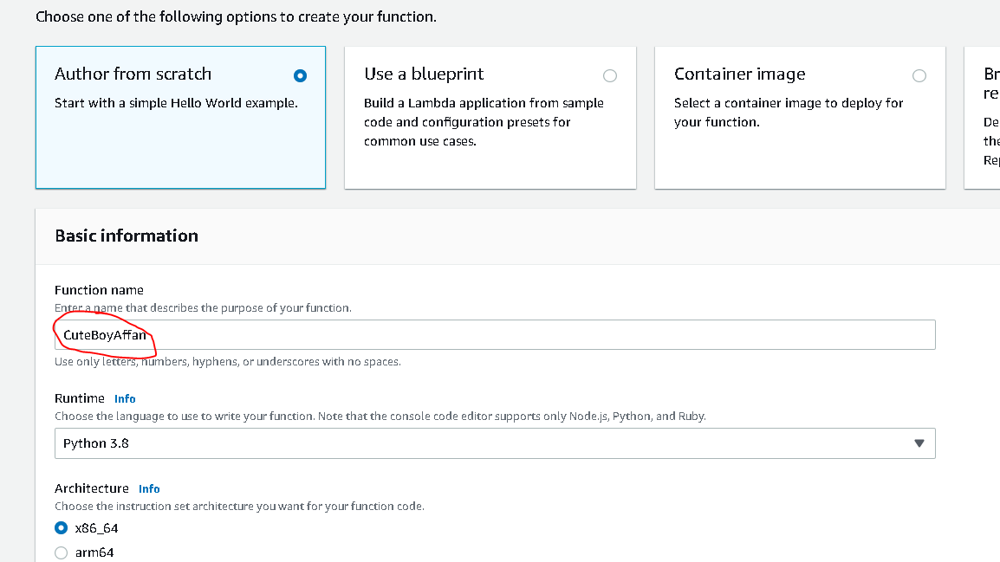 Choose one of the following options to create your function.
Author from scratch
Start with a simple Hello World example.
Use a blueprint
Build a Lambda application from sample
code and configuration presets for
common use cases.
Container image
Select a container image to deploy for
your function.
Br
re
De
the
Rep
Basic information
Function name
Enter a name that describes the purpose of your function.
CuteBoyAffan
Use only letters, numbers, hyphens, or underscores with no spaces.
Runtime Info
Choose the language to use to write your function. Note that the console code editor supports only Node.js, Python, and Ruby.
Python 3.8
Architecture Info
Choose the instruction set architecture you want for your function code.
x86_64
arm64